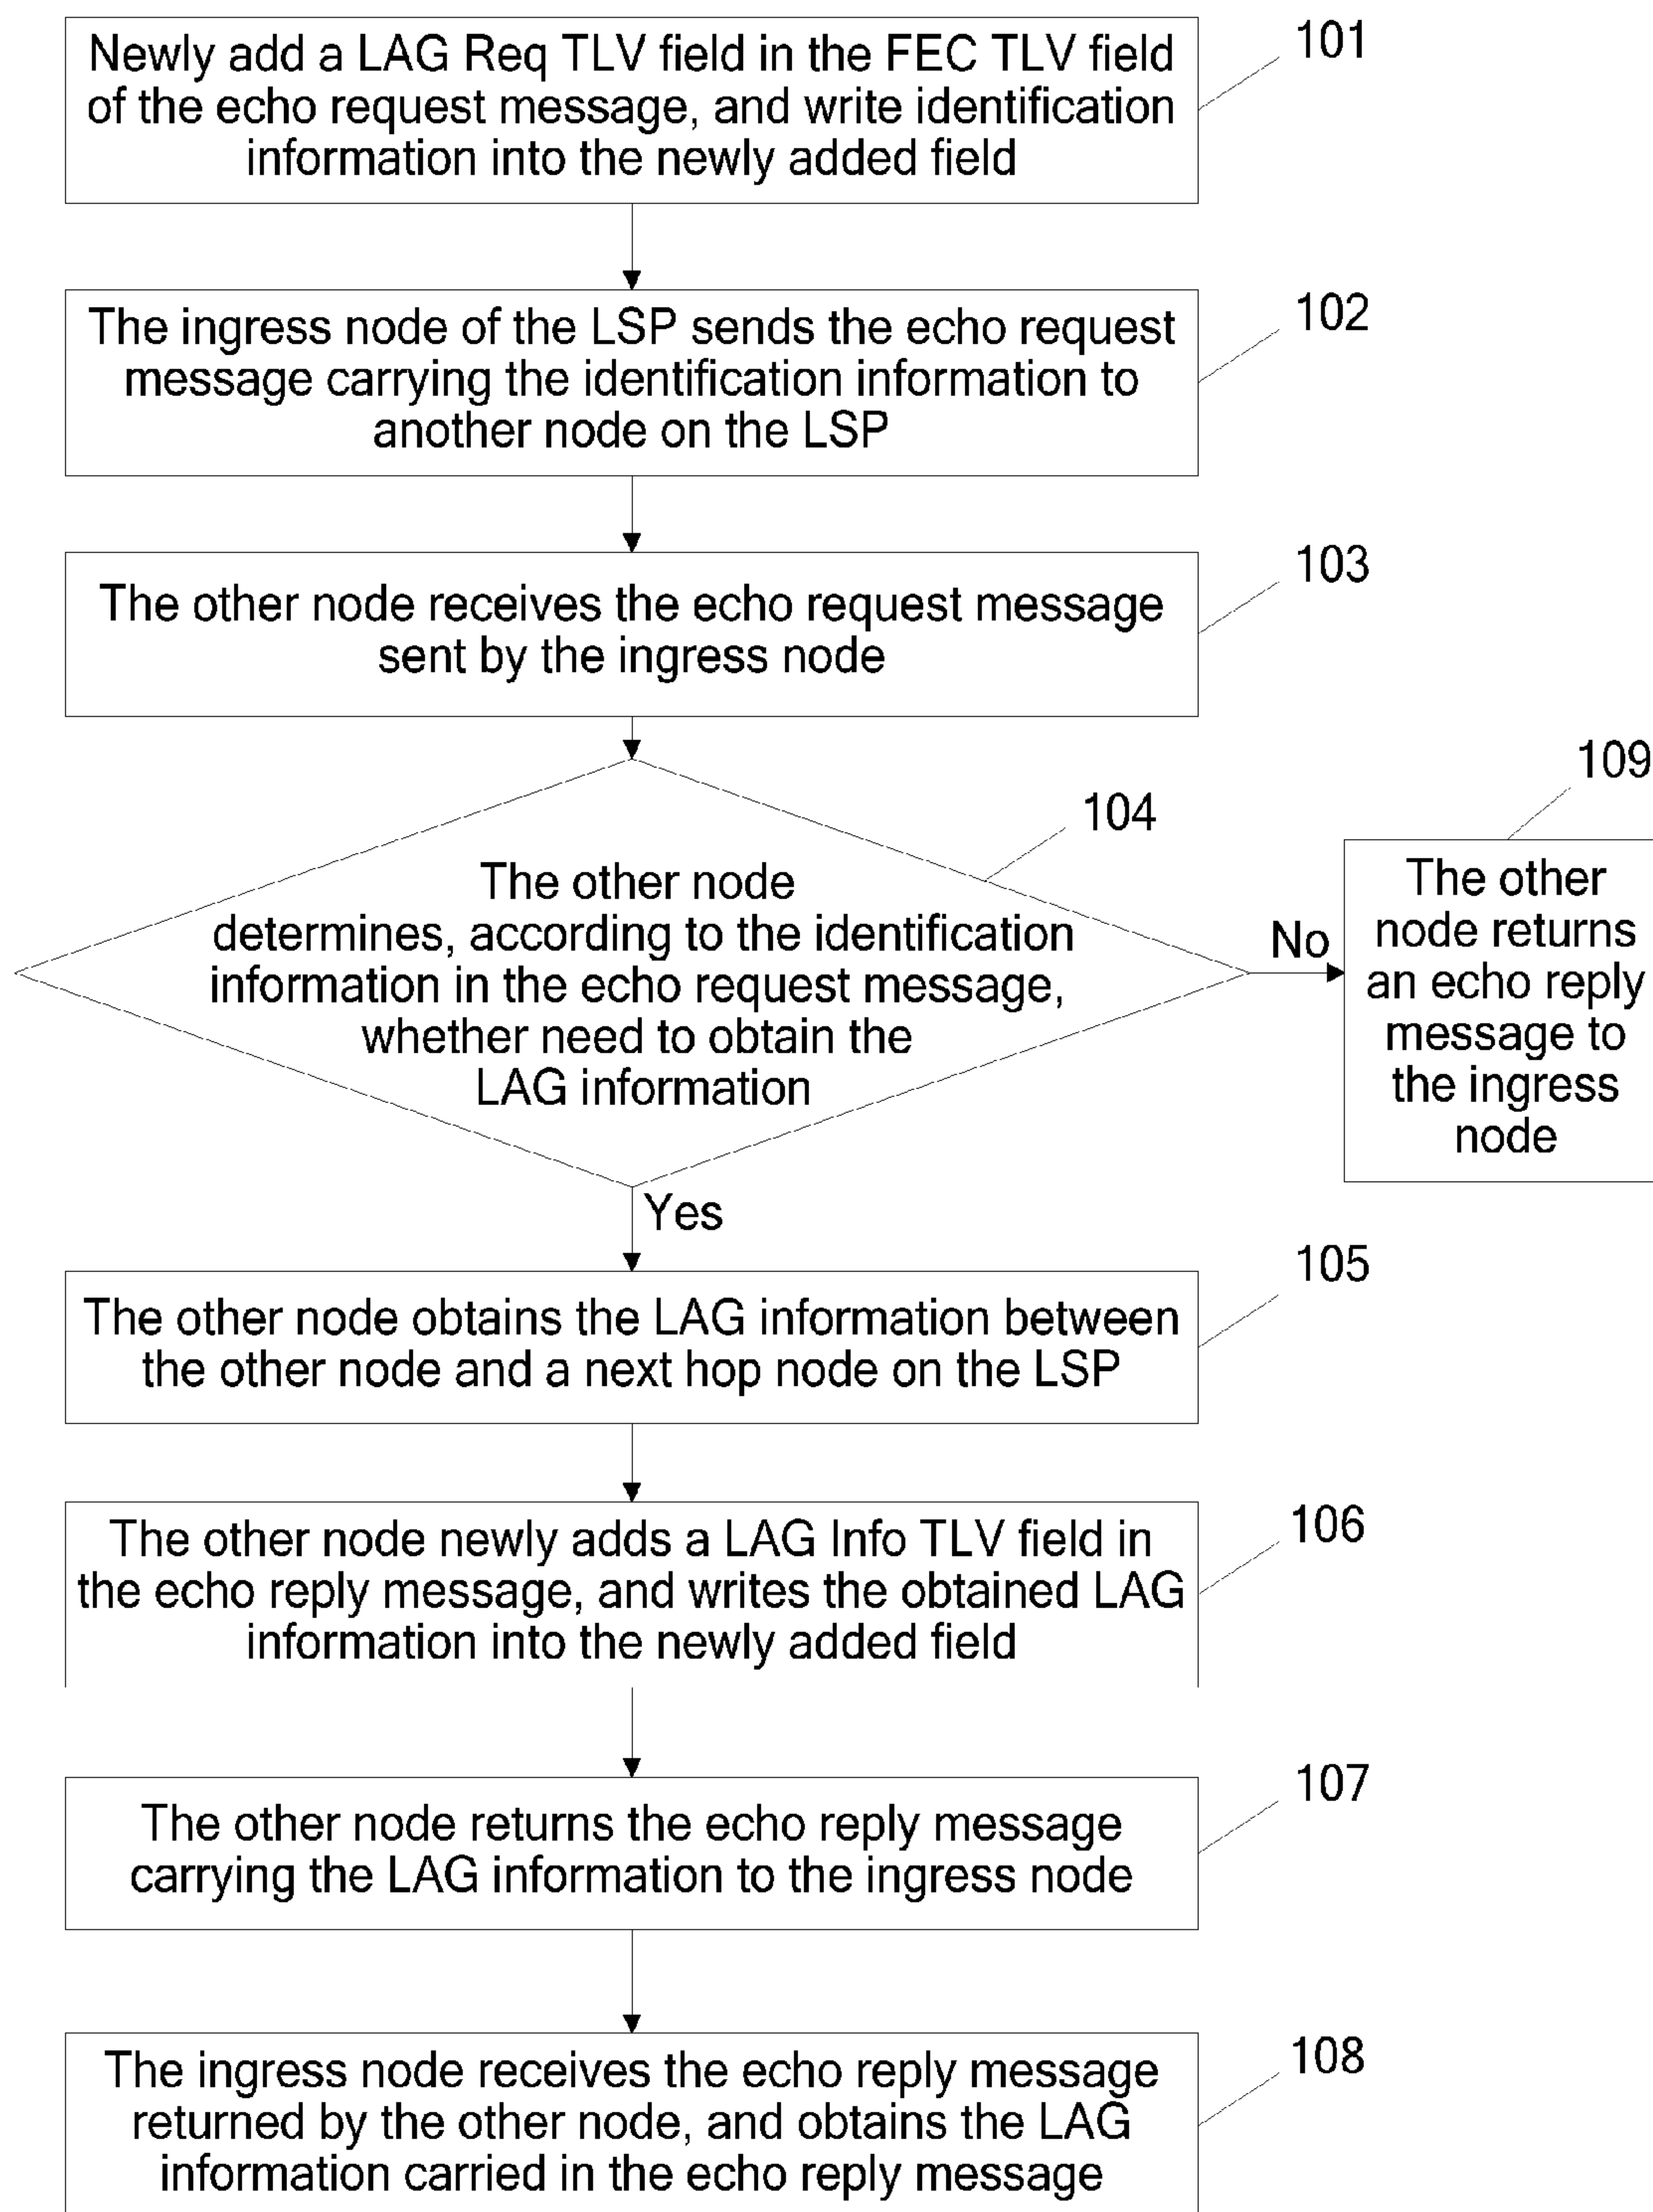 Newly add a LAG Req TLV field in the FEC TLV field
of the echo request message, and write identification
information into the newly added field
101
The ingress node of the LSP sends the echo request
message carrying the identification information to
another node on the LSP
102
The other node receives the echo request message
sent by the ingress node
103
The other node
determines, according to the identification
information in the echo request message,
whether need to obtain the
LAG information
104
No
109
The other
node returns
an echo reply
message to
the ingress
node
Yes
The other node obtains the LAG information between
the other node and a next hop node on the LSP
105
The other node newly adds a LAG Info TLV field in
the echo reply message, and writes the obtained LAG
information into the newly added field
106
The other node returns the echo reply message
carrying the LAG information to the ingress node
107
The ingress node receives the echo reply message
returned by the other node, and obtains the LAG
information carried in the echo reply message
108